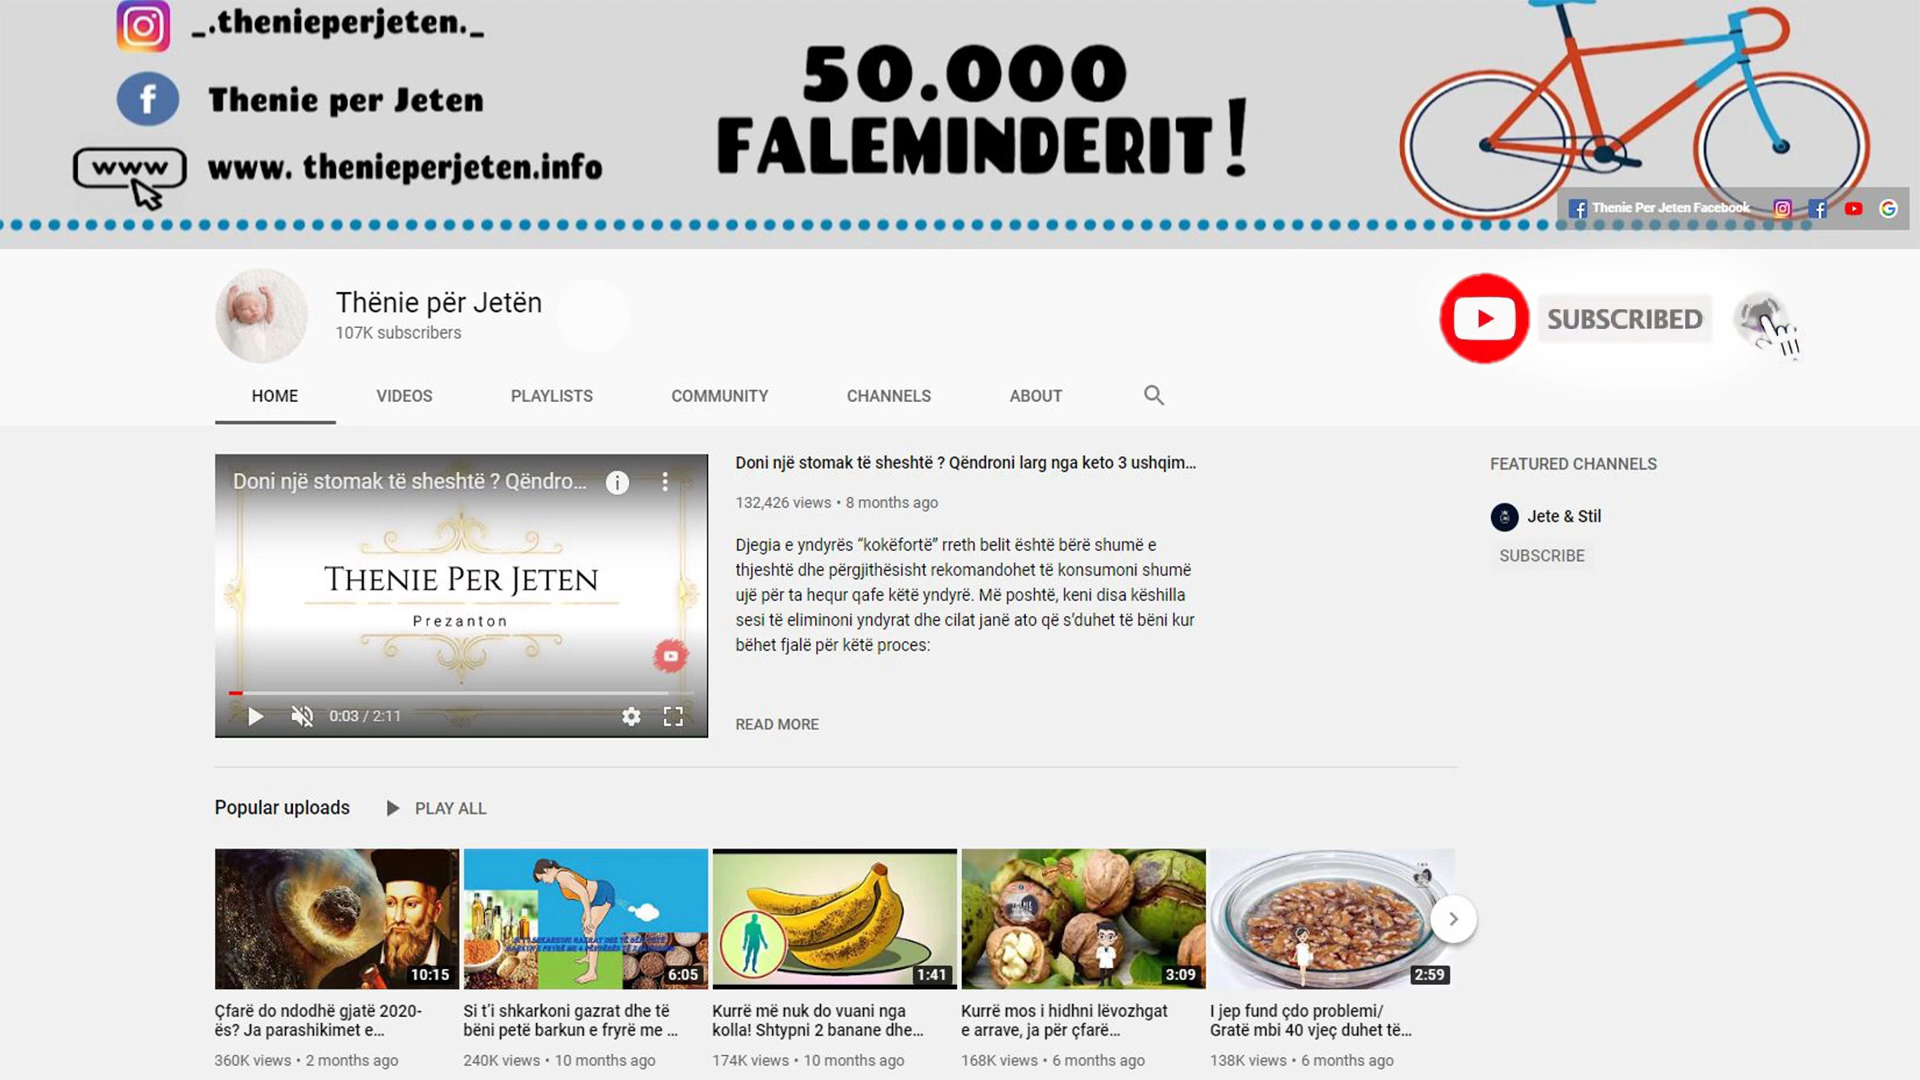 _.thenieperjeten._
Thenie per Jeten
www
www. thenieperjeten.info
50.000
FALEMINDERIT!
Thenie Per Jeten Facebook
Thënie për Jetën
107K subscribers
SUBSCRIBED
HOME
VIDEOS
PLAYLISTS
COMMUNITY
CHANNELS
ABOUT
Doni një stomak të sheshtë ? Qëndro...
THENIE PER JETEN
Prezanton
0:03 / 2:11
Doni një stomak të sheshtë ? Qëndroni larg nga keto 3 ushqim...
132,426 views • 8 months ago
Djegia e yndyrës “kokëfortë” rreth belit është bërë shumë e
thjeshtë dhe përgjithësisht rekomandohet të konsumoni shumë
ujë për ta hequr qafe këtë yndyrë. Më poshtë, keni disa këshilla
sesi të eliminoni yndyrat dhe cilat janë ato që s’duhet të bëni kur
bëhet fjalë për këtë proces:
READ MORE
FEATURED CHANNELS
Jete & Stil
SUBSCRIBE
Popular uploads
PLAY ALL
10:15
Çfarë do ndodhë gjatë 2020-
ës? Ja parashikimet e...
360K views • 2 months ago
6:05
Si t’i shkarkoni gazrat dhe të
bëni petë barkun e fryrë me ...
240K views • 10 months ago
1:41
Kurrë më nuk do vuani nga
kolla! Shtypni 2 banane dhe...
174K views • 10 months ago
3:09
Kurrë mos i hidhni lëvozhgat
e arrave, ja për çfarë...
168K views • 6 months ago
2:59
I jep fund çdo problemi/
Gratë mbi 40 vjeç duhet të...
138K views • 6 months ago